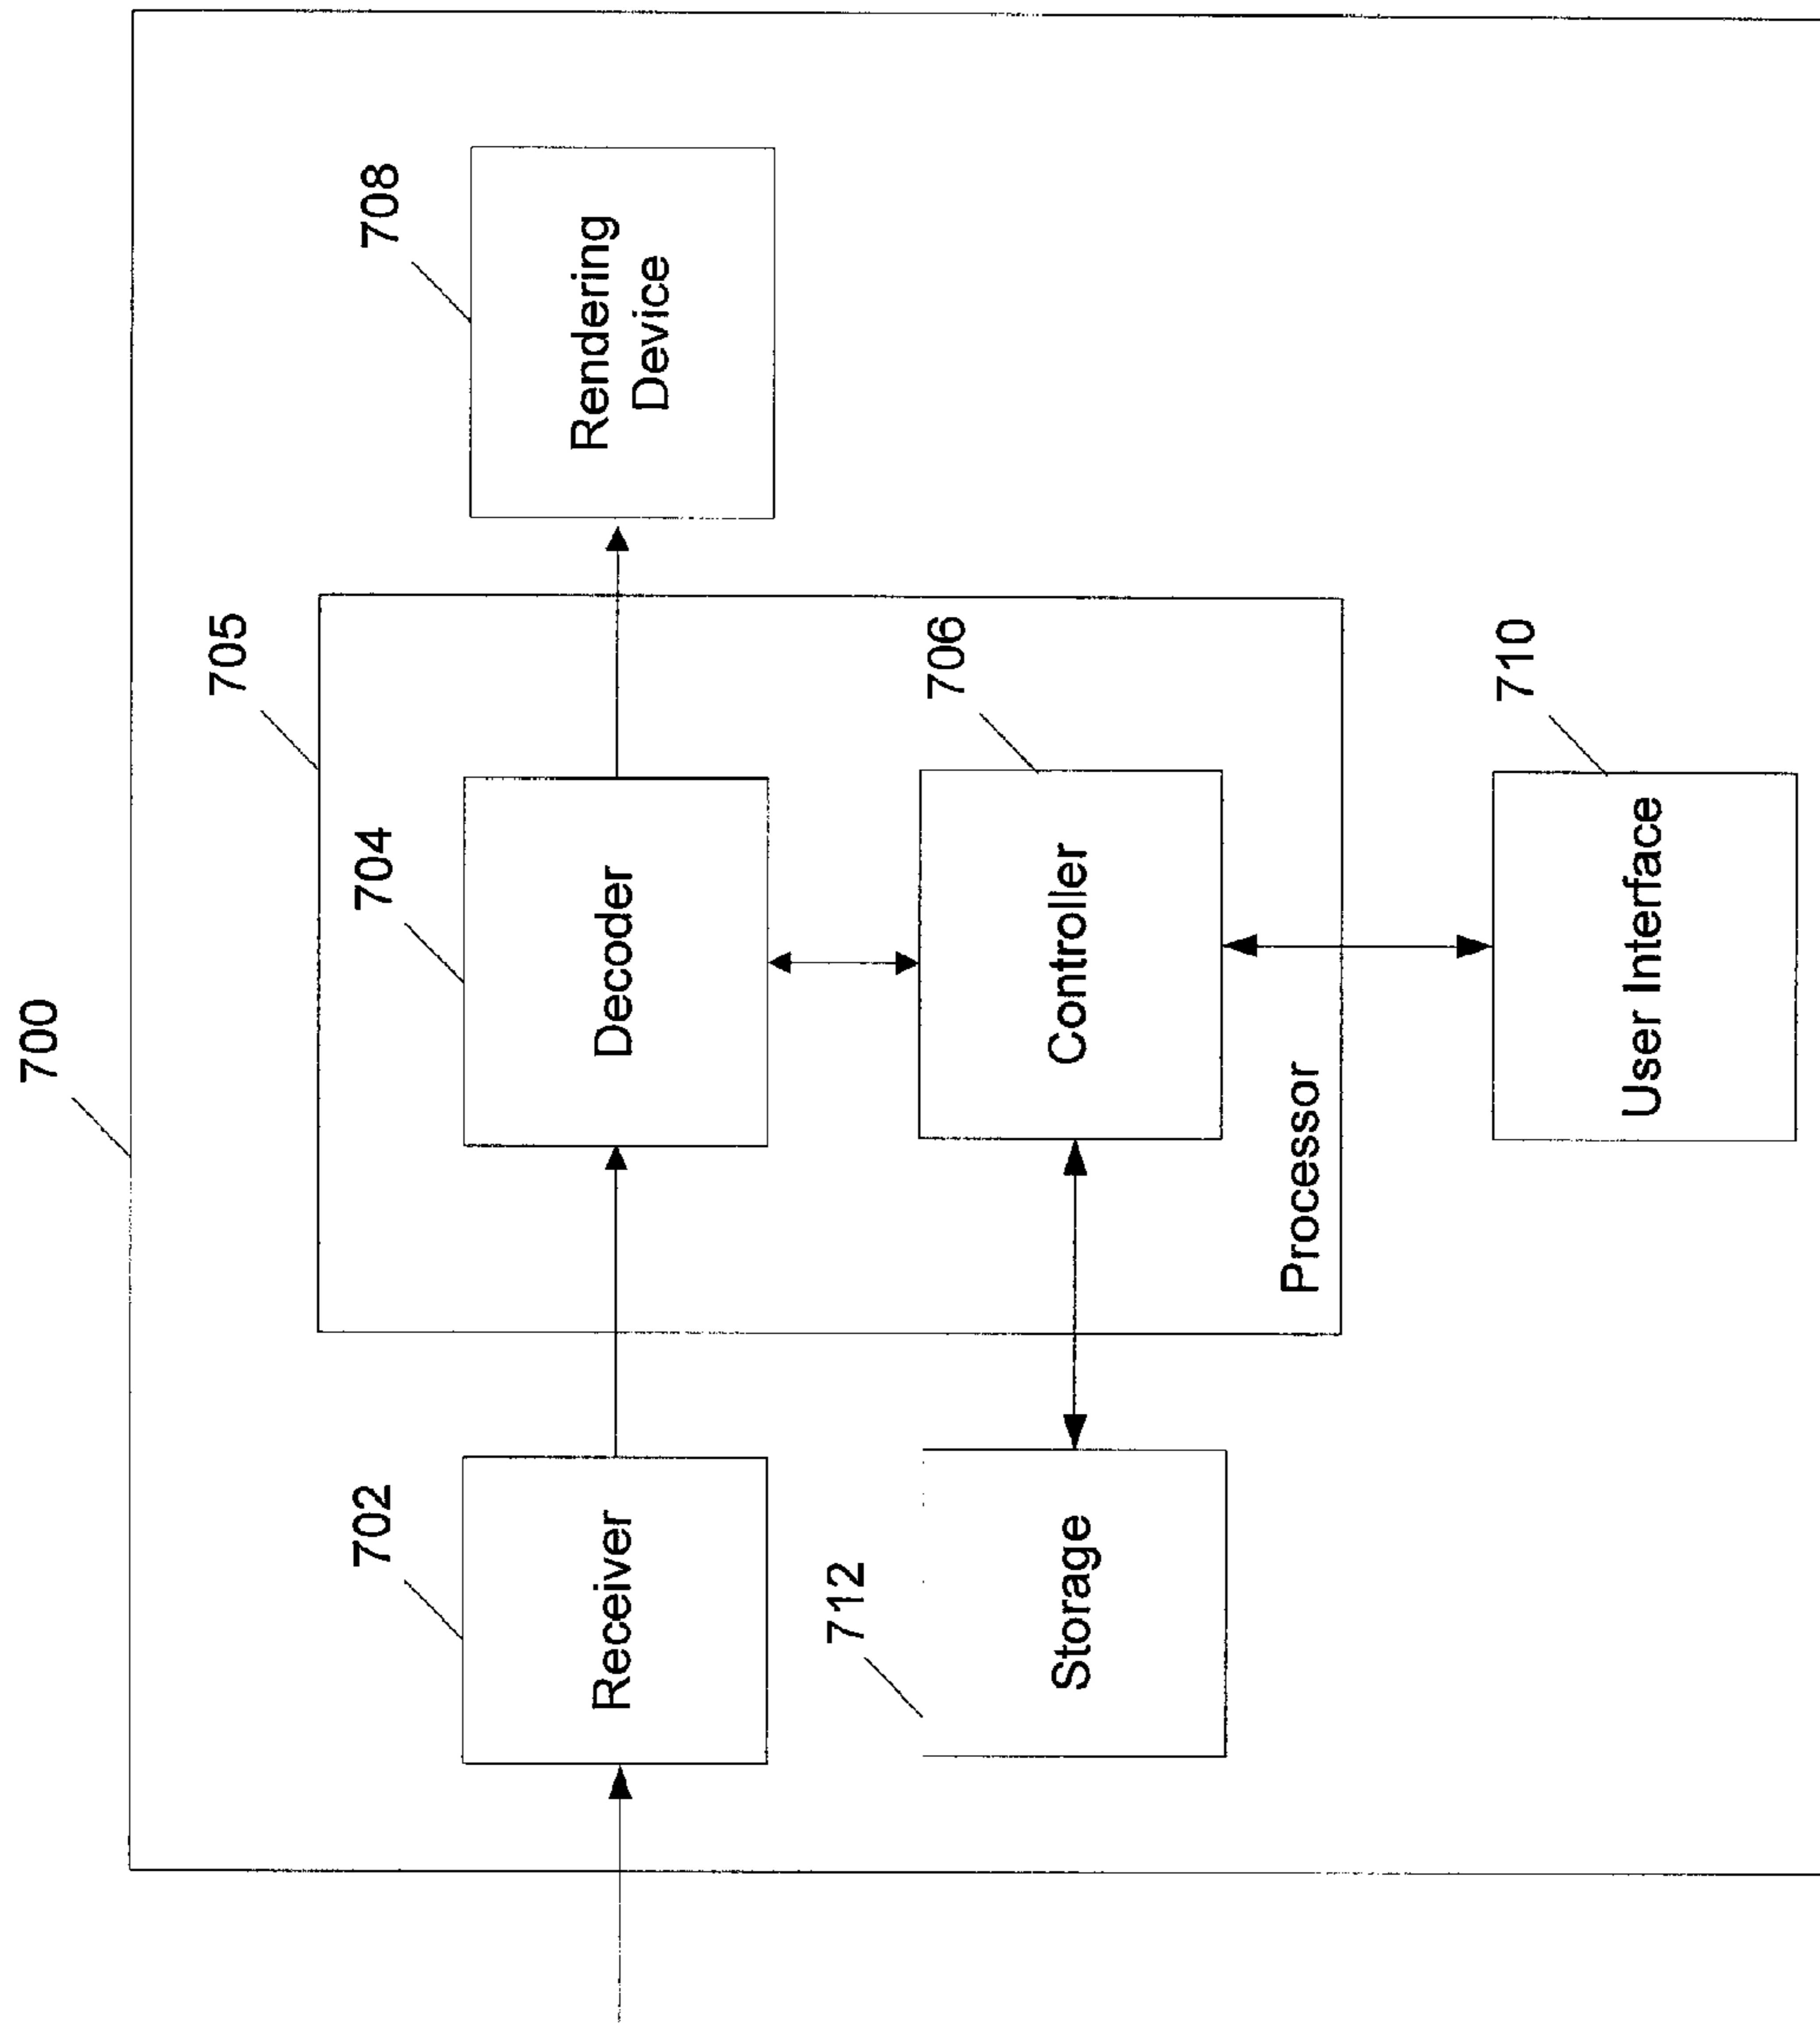 700
705
702
704
708
Receiver
Decoder
Rendering
Device
712
706
Storage
Controller
Processor
710
User Interface